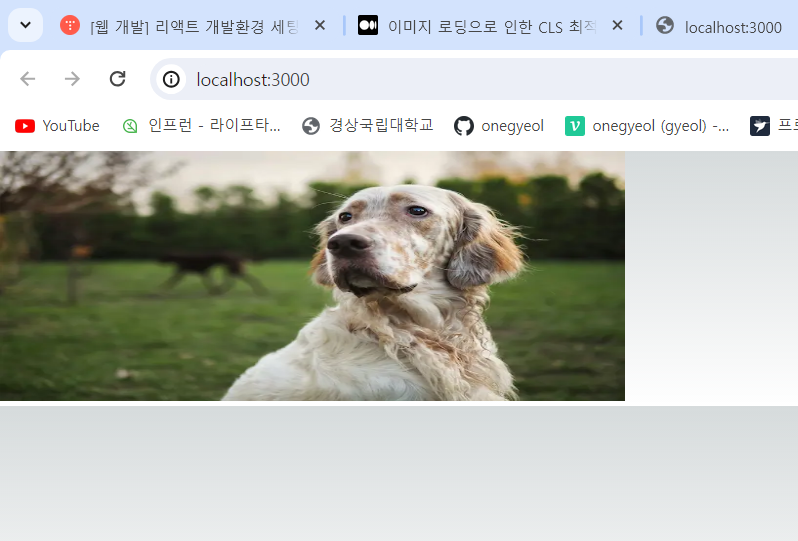 [웹 개발] 리액트 개발환경 세팅
이미지 로딩으로 인한 CLS 최적
localhost:3000
localhost:3000
YouTube
인프런 - 라이프타...
경상국립대학교
onegyeol
onegyeol (gyeol) -...
프로